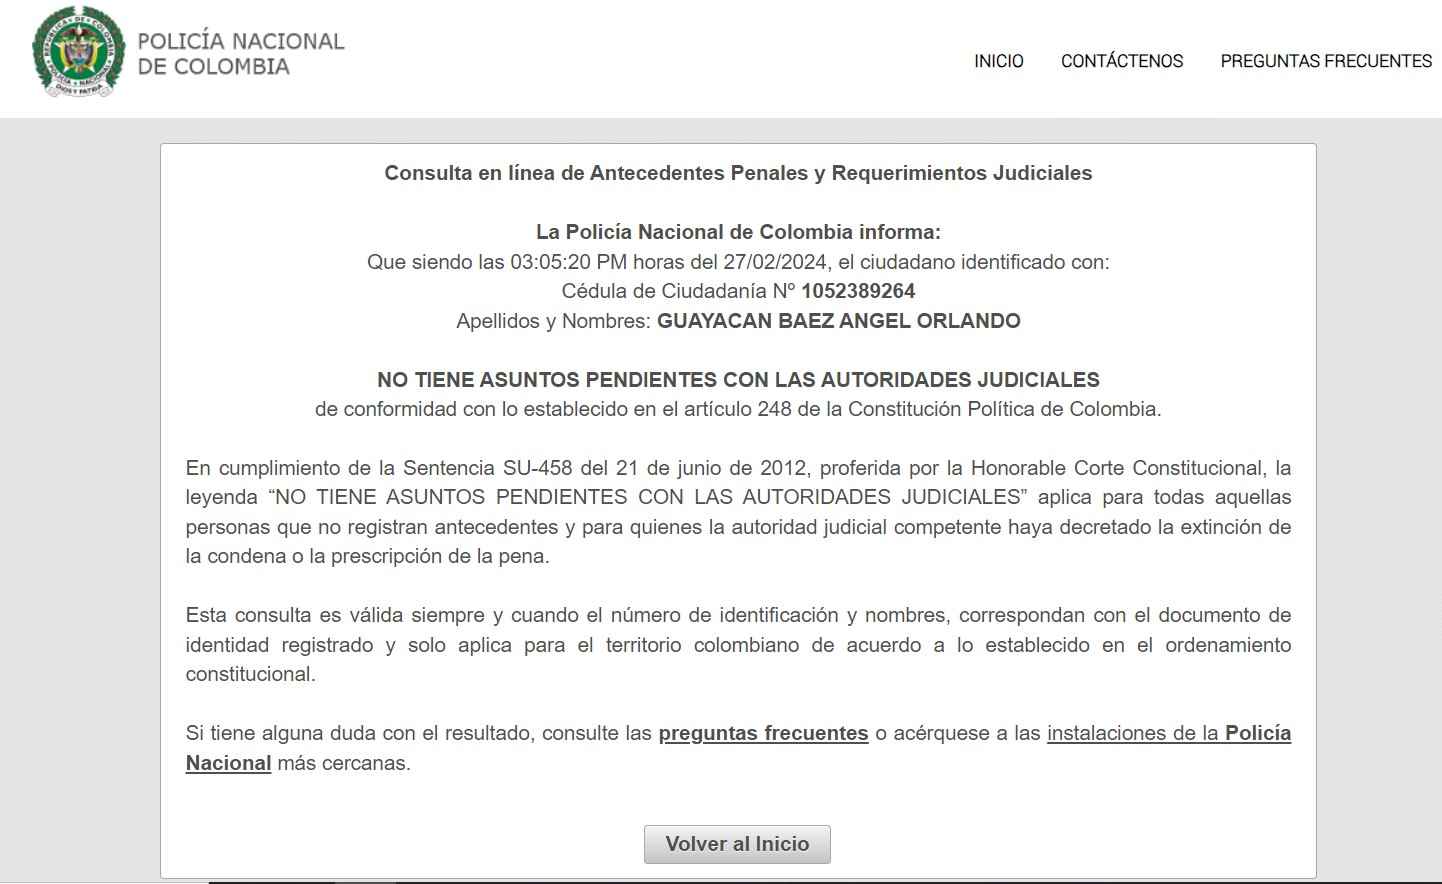 POLICÍA NACIONAL
DE COLOMBIA
INICIO CONTÁCTENOS PREGUNTAS FRECUENTES
Consulta en línea de Antecedentes Penales y Requerimientos Judiciales
La Policía Nacional de Colombia informa:
Que siendo las 03:05:20 PM horas del 27/02/2024, el ciudadano identificado con:
Cédula de Ciudadanía Nº 1052389264
Apellidos y Nombres: GUAYACAN BAEZ ANGEL ORLANDO
NO TIENE ASUNTOS PENDIENTES CON LAS AUTORIDADES JUDICIALES
de conformidad con lo establecido en el artículo 248 de la Constitución Política de Colombia.
En cumplimiento de la Sentencia SU-458 del 21 de junio de 2012, proferida por la Honorable Corte Constitucional, la
leyenda “NO TIENE ASUNTOS PENDIENTES CON LAS AUTORIDADES JUDICIALES” aplica para todas aquellas
personas que no registran antecedentes y para quienes la autoridad judicial competente haya decretado la extinción de
la condena o la prescripción de la pena.
Esta consulta es válida siempre y cuando el número de identificación y nombres, correspondan con el documento de
identidad registrado y solo aplica para el territorio colombiano de acuerdo a lo establecido en el ordenamiento
constitucional.
Si tiene alguna duda con el resultado, consulte las preguntas frecuentes o acérquese a las instalaciones de la Policía
Nacional más cercanas.
Volver al Inicio